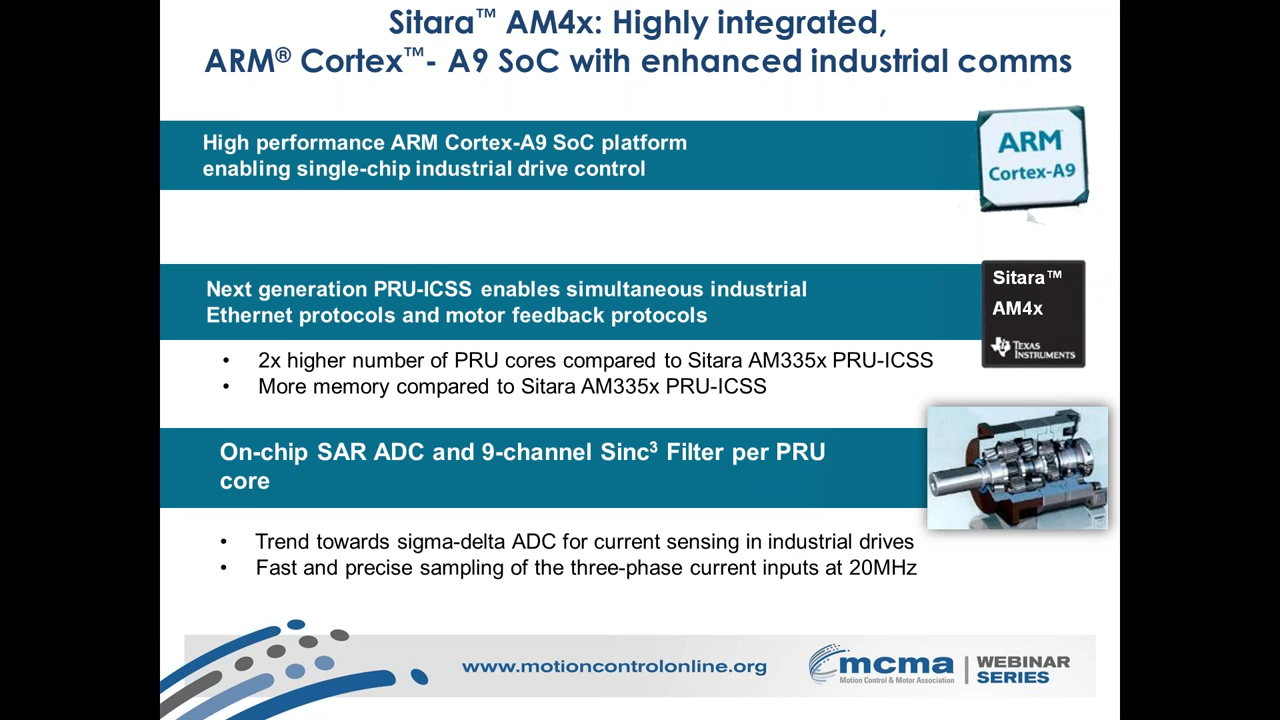 Sitara™ AM4x: Highly integrated,
ARM® Cortex™- A9 SoC with enhanced industrial comms
High performance ARM Cortex-A9 SoC platform
enabling single-chip industrial drive control
ARM
Cortex-A9
Next generation PRU-ICSS enables simultaneous industrial
Ethernet protocols and motor feedback protocols
Sitara™
AM4x
TEXAS
INSTRUMENTS
• 2x higher number of PRU cores compared to Sitara AM335x PRU-ICSS
• More memory compared to Sitara AM335x PRU-ICSS
On-chip SAR ADC and 9-channel Sinc³ Filter per PRU
core
• Trend towards sigma-delta ADC for current sensing in industrial drives
• Fast and precise sampling of the three-phase current inputs at 20MHz
www.motioncontrolonline.org
mcma
Motion Control & Motor Association
WEBINAR
SERIES